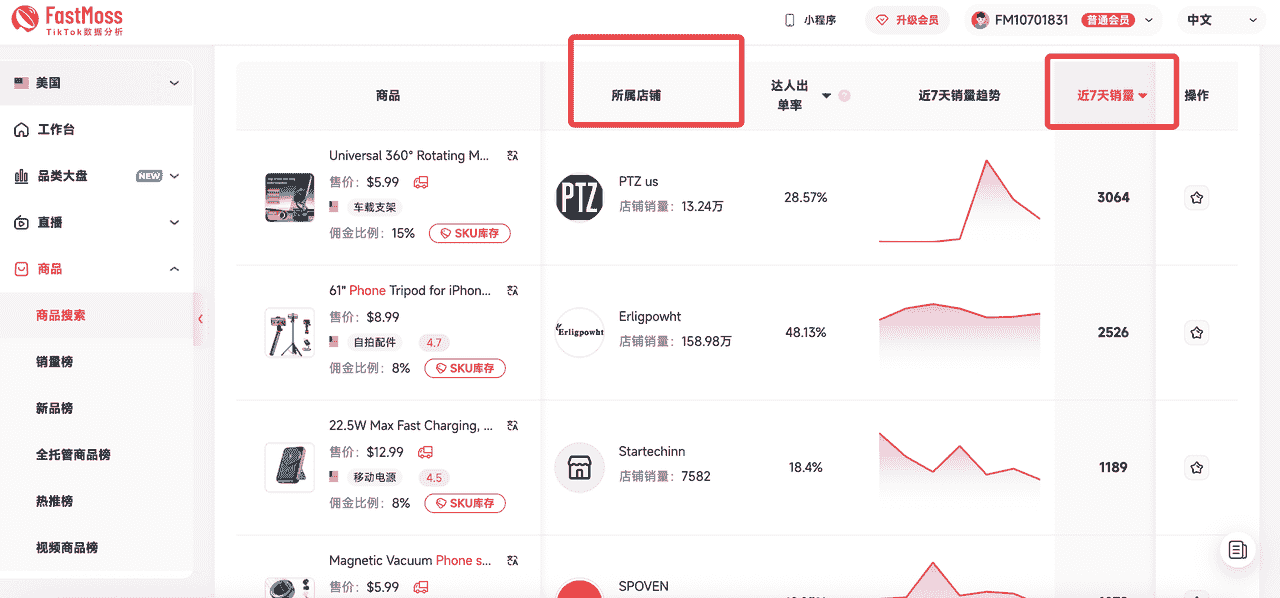 FastMoss
TikTok数据分析
小程序
升级会员
FM10701831
普通会员
中文
美国
工作台
品类大盘
NEW
直播
商品
商品搜索
销量榜
新品榜
全托管商品榜
热推榜
视频商品榜
商品
所属店铺
达人出
单率
近7天销量趋势
近7天销量
操作
Universal 360° Rotating M...
售价： $5.99
车载支架
佣金比例： 15%
SKU库存
PTZ
PTZ us
店铺销量： 13.24万
28.57%
3064
61" Phone Tripod for iPhon...
售价： $8.99
自拍配件
4.7
佣金比例： 8%
SKU库存
Erligpowht
Erligpowht
店铺销量： 158.98万
48.13%
2526
22.5W Max Fast Charging, ...
售价： $12.99
移动电源
4.5
佣金比例： 8%
SKU库存
Startechinn
店铺销量： 7582
18.4%
1189
Magnetic Vacuum Phone s...
售价： $5.99
SPOVEN